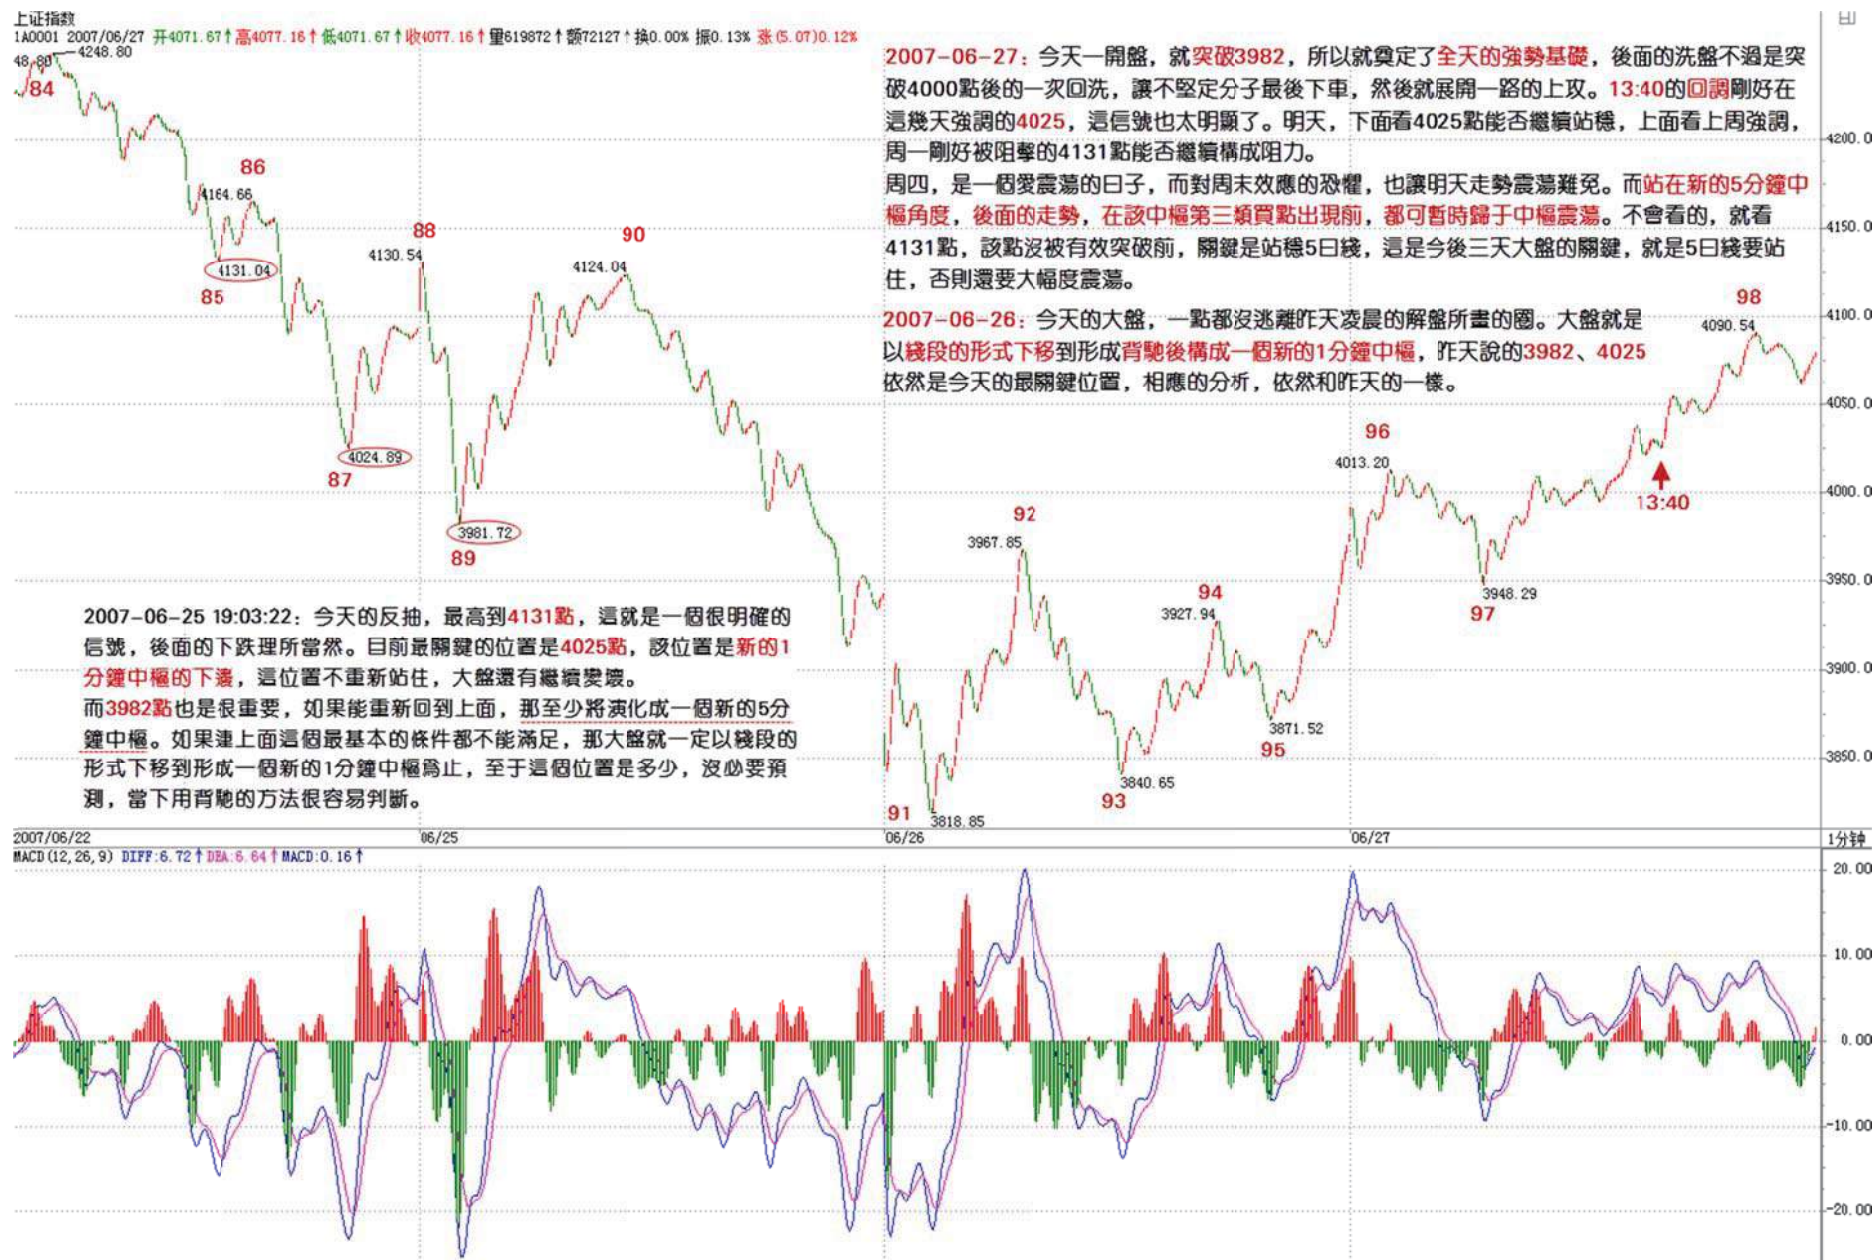 上证指数
1A0001 2007/06/27 开4071.67↑高4077.16↑低4071.67↑收4077.16↑量619872↑额72127↑换0.00% 振0.13% 涨(5.07)0.12%
4248.80
48.80
84
86
4164.66
4131.04
85
88
4130.54
90
4124.04
4024.89
87
3981.72
89
2007-06-27：今天一開盤，就突破3982，所以就奠定了全天的強勢基礎，後面的洗盤不過是突
破4000點後的一次回洗，讓不堅定分子最後下車，然後就展開一路的上攻。13:40的回調剛好在
這幾天強調的4025，這信號也太明顯了。明天，下面看4025點能否繼續站穩，上面看上周強調，
周一剛好被阻擊的4131點能否繼續構成阻力。
周四，是一個愛震蕩的日子，而對周末效應的恐懼，也讓明天走勢震蕩難免。而站在新的5分鐘中
樞角度，後面的走勢，在該中樞第三類買點出現前，都可暫時歸于中樞震蕩。不會看的，就看
4131點，該點沒被有效突破前，關鍵是站穩5日綫，這是今後三天大盤的關鍵，就是5日綫要站
住，否則還要大幅度震蕩。
2007-06-26：今天的大盤，一點都沒逃離昨天凌晨的解盤所畫的圈。大盤就是
以綫段的形式下移到形成背馳後構成一個新的1分鐘中樞，昨天說的3982、4025
依然是今天的最關鍵位置，相應的分析，依然和昨天的一樣。
98
4090.54
96
4013.20
13:40
92
3967.85
94
3927.94
3948.29
97
3871.52
95
3840.65
93
91
3818.85
2007-06-25 19:03:22：今天的反抽，最高到4131點，這就是一個很明確的
信號，後面的下跌理所當然。目前最關鍵的位置是4025點，該位置是新的1
分鐘中樞的下邊，這位置不重新站住，大盤還有繼續變壞。
而3982點也是很重要，如果能重新回到上面，那至少將演化成一個新的5分
鐘中樞。如果連上面這個最基本的條件都不能滿足，那大盤就一定以綫段的
形式下移到形成一個新的1分鐘中樞爲止，至于這個位置是多少，沒必要預
測，當下用背馳的方法很容易判斷。
4200.0
4150.0
4100.0
4050.0
4000.0
3950.0
3900.0
3850.0
2007/06/22 06/25 06/26 06/27 1分钟
MACD(12,26,9) DIFF:6.72↑DEA:6.64↑MACD:0.16↑
20.00
10.00
0.00
-10.00
-20.00